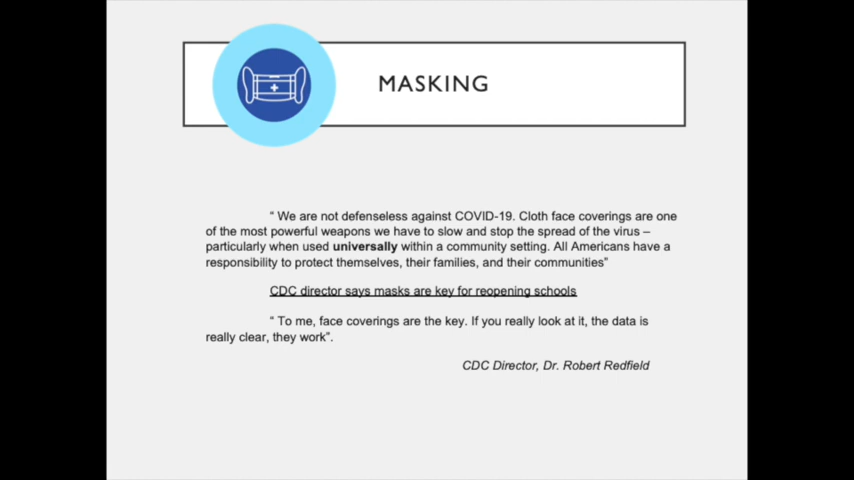 MASKING
“ We are not defenseless against COVID-19. Cloth face coverings are one
of the most powerful weapons we have to slow and stop the spread of the virus –
particularly when used universally within a community setting. All Americans have a
responsibility to protect themselves, their families, and their communities”
CDC director says masks are key for reopening schools
“ To me, face coverings are the key. If you really look at it, the data is
really clear, they work”.
CDC Director, Dr. Robert Redfield